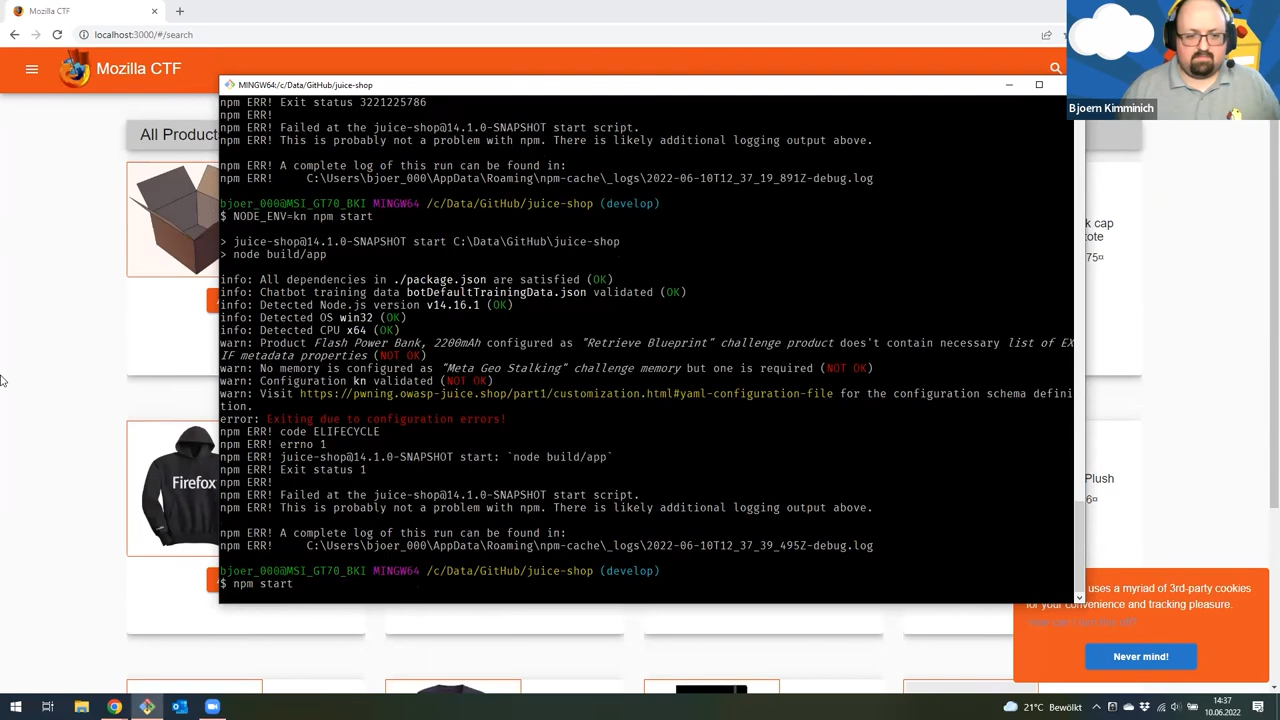 Mozilla CTF
localhost:3000/#/search
Mozilla CTF
MINGW64:/c/Data/GitHub/juice-shop
Bjoern Kimminich
All Product
npm ERR! Exit status 3221225786
npm ERR!
npm ERR! Failed at the juice-shop@14.1.0-SNAPSHOT start script.
npm ERR! This is probably not a problem with npm. There is likely additional logging output above.
npm ERR! A complete log of this run can be found in:
npm ERR!     C:\Users\bjoer_000\AppData\Roaming\npm-cache\_logs\2022-06-10T12_37_19_891Z-debug.log
bjoer_000@MSI_GT70_BKI MINGW64 /c/Data/GitHub/juice-shop (develop)
$ NODE_ENV=kn npm start
> juice-shop@14.1.0-SNAPSHOT start C:\Data\GitHub\juice-shop
> node build/app
info: All dependencies in ./package.json are satisfied (OK)
info: Chatbot training data botDefaultTrainingData.json validated (OK)
info: Detected Node.js version v14.16.1 (OK)
info: Detected OS win32 (OK)
info: Detected CPU x64 (OK)
warn: Product Flash Power Bank, 2200mAh configured as "Retrieve Blueprint" challenge product does't contain necessary list of EX
IF metadata properties (NOT OK)
warn: No memory is configured as "Meta Geo Stalking" challenge memory but one is required (NOT OK)
warn: Configuration kn validated (NOT OK)
warn: Visit https://pwning.owasp-juice.shop/part1/customization.html#yaml-configuration-file for the configuration schema defini
tion.
error: Exiting due to configuration errors!
npm ERR! code ELIFECYCLE
npm ERR! errno 1
npm ERR! juice-shop@14.1.0-SNAPSHOT start: `node build/app`
npm ERR! Exit status 1
npm ERR!
npm ERR! Failed at the juice-shop@14.1.0-SNAPSHOT start script.
npm ERR! This is probably not a problem with npm. There is likely additional logging output above.
npm ERR! A complete log of this run can be found in:
npm ERR!     C:\Users\bjoer_000\AppData\Roaming\npm-cache\_logs\2022-06-10T12_37_39_495Z-debug.log
bjoer_000@MSI_GT70_BKI MINGW64 /c/Data/GitHub/juice-shop (develop)
$ npm start
k cap
ote
75¤
Firefox
Plush
6¤
uses a myriad of 3rd-party cookies
for your convenience and tracking pleasure.
Never mind!
21°C Bewölkt
14:37
10.06.2022